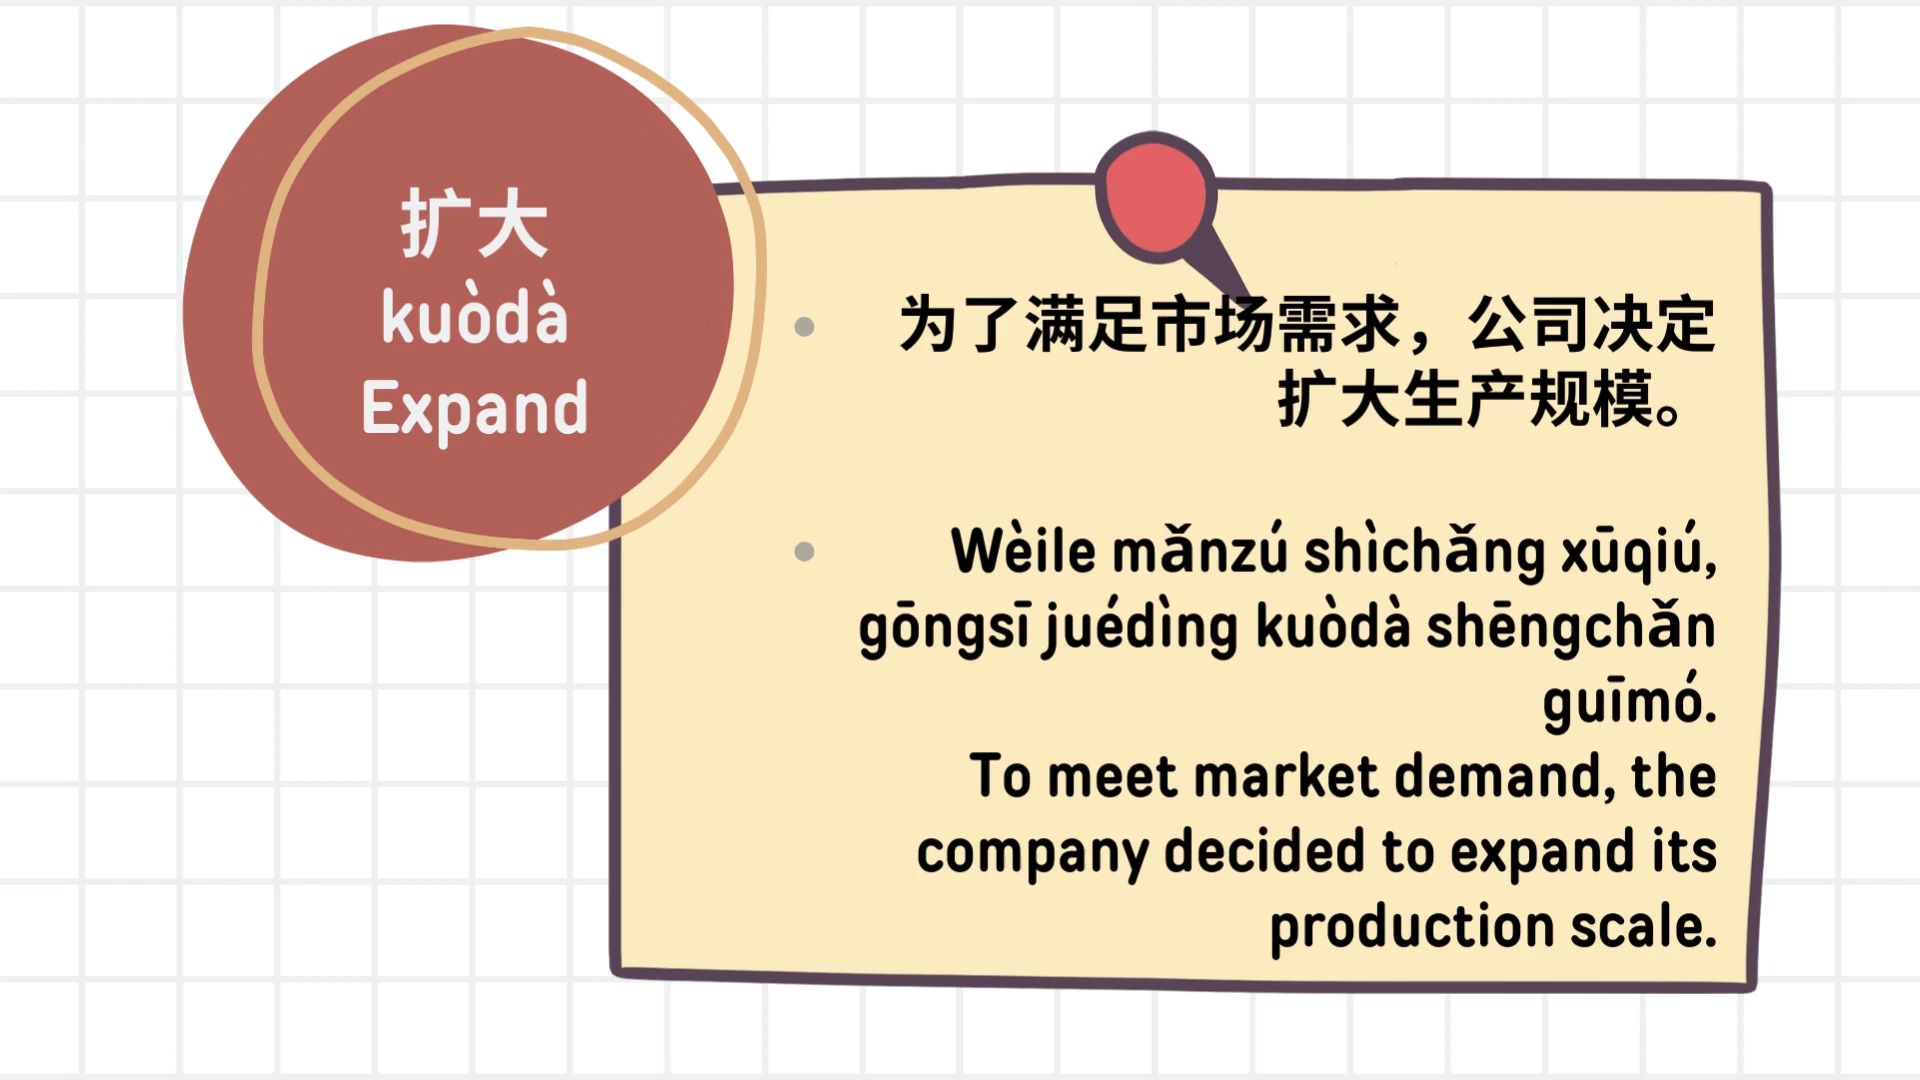 扩大
kuòdà
Expand
为了满足市场需求，公司决定
扩大生产规模。
Wèile mǎnzú shìchǎng xūqiú,
gōngsī juédìng kuòdà shēngchǎn
guīmó.
To meet market demand, the
company decided to expand its
production scale.